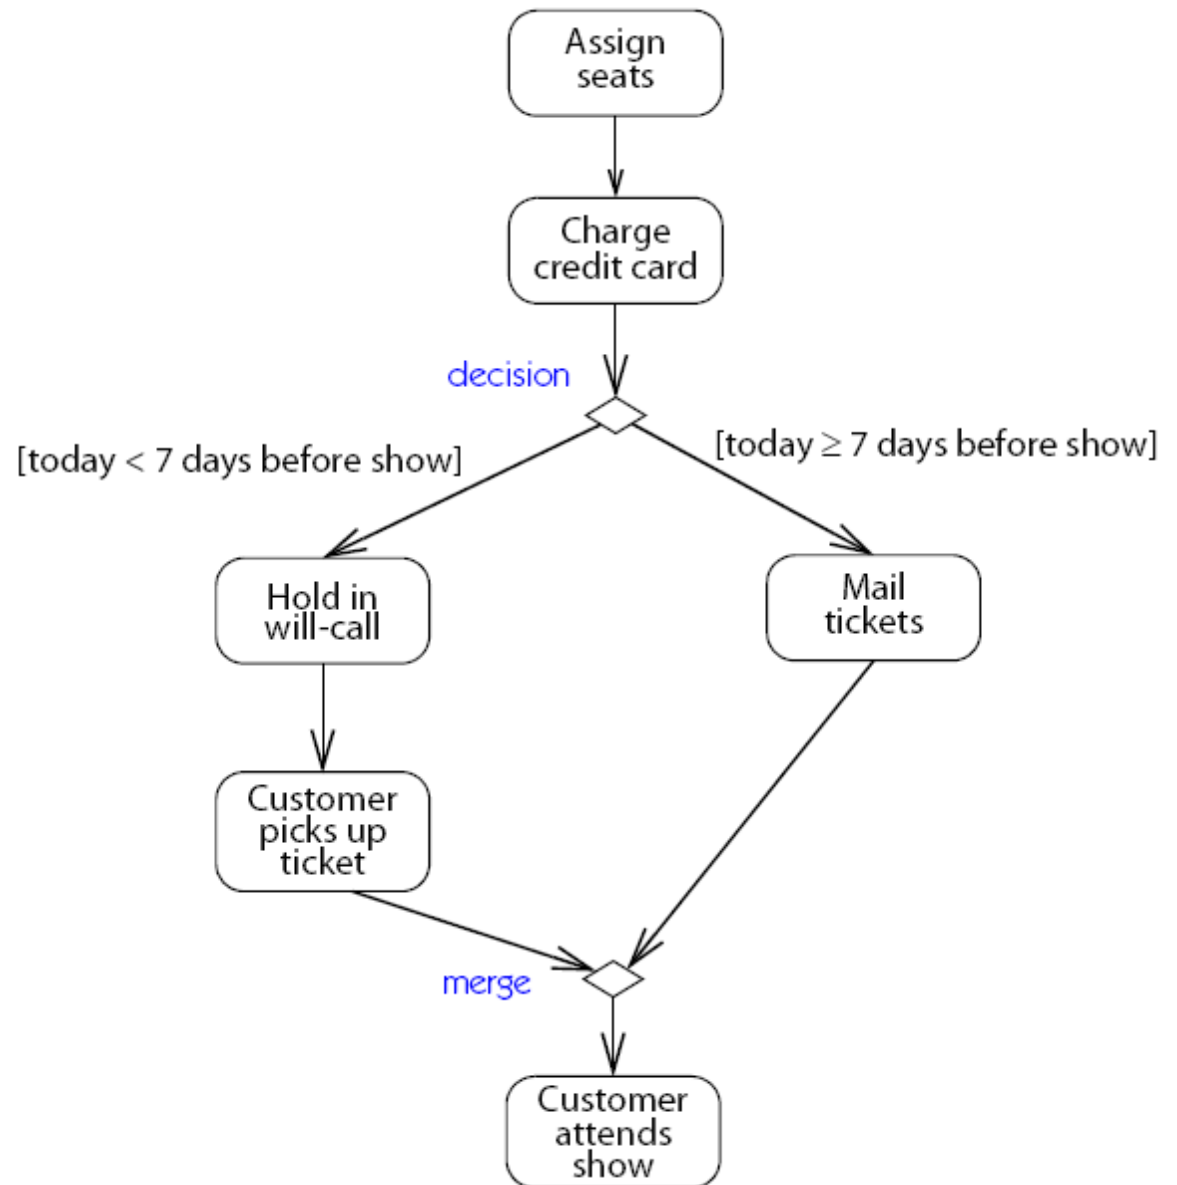 Assign
seats
Charge
credit card
decision
[today < 7 days before show]
[today ≥ 7 days before show]
Hold in
will-call
Mail
tickets
Customer
picks up
ticket
merge
Customer
attends
show